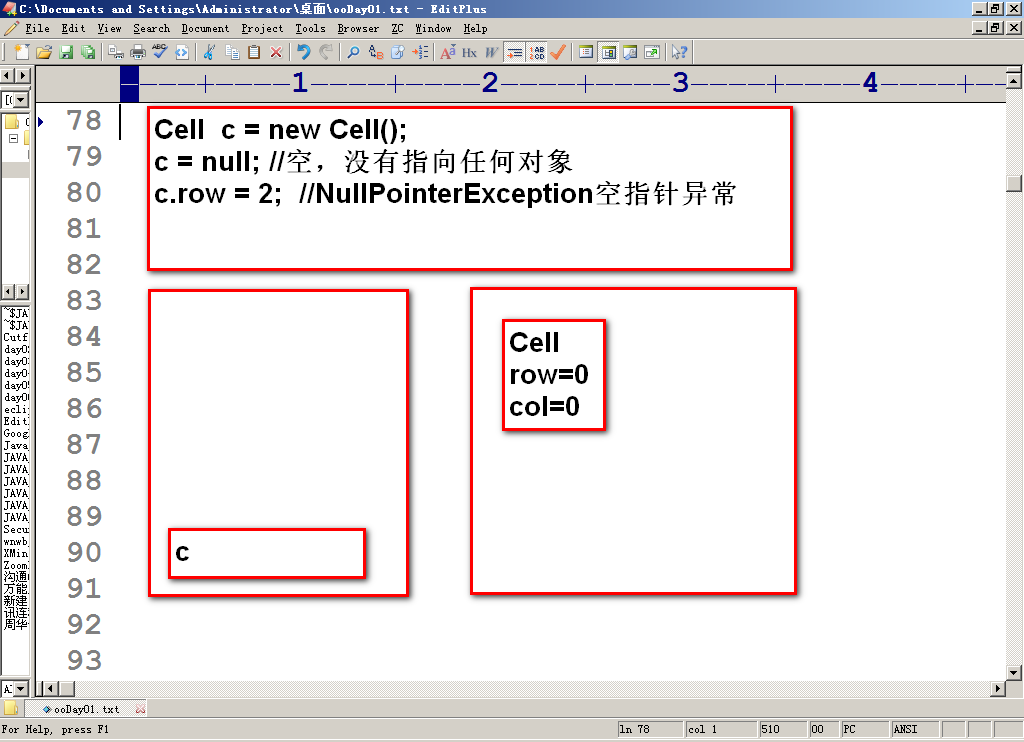 C:\Documents and Settings\Administrator\桌面\ooDay01.txt - EditPlus
File Edit View Search Document Project Tools Browser ZC Window Help
1 2 3 4
78
79
80
81
82
83
84
85
86
87
88
89
90
91
92
93
Cell c = new Cell();
c = null; //空，没有指向任何对象
c.row = 2; //NullPointerException空指针异常
Cell
row=0
col=0
c
~$JA
~$JA
Cutf
day0
day0
day0
day0
day0
ecli
Edit
Goog
Java
JAVA
JAVA
JAVA
JAVA
JAVA
JAVA
Secu
wnwb
XMin
Zoom
沟通
万能
新建
讯连
周华
ooDay01.txt
For Help, press F1
ln 78 col 1 510 00 PC ANSI